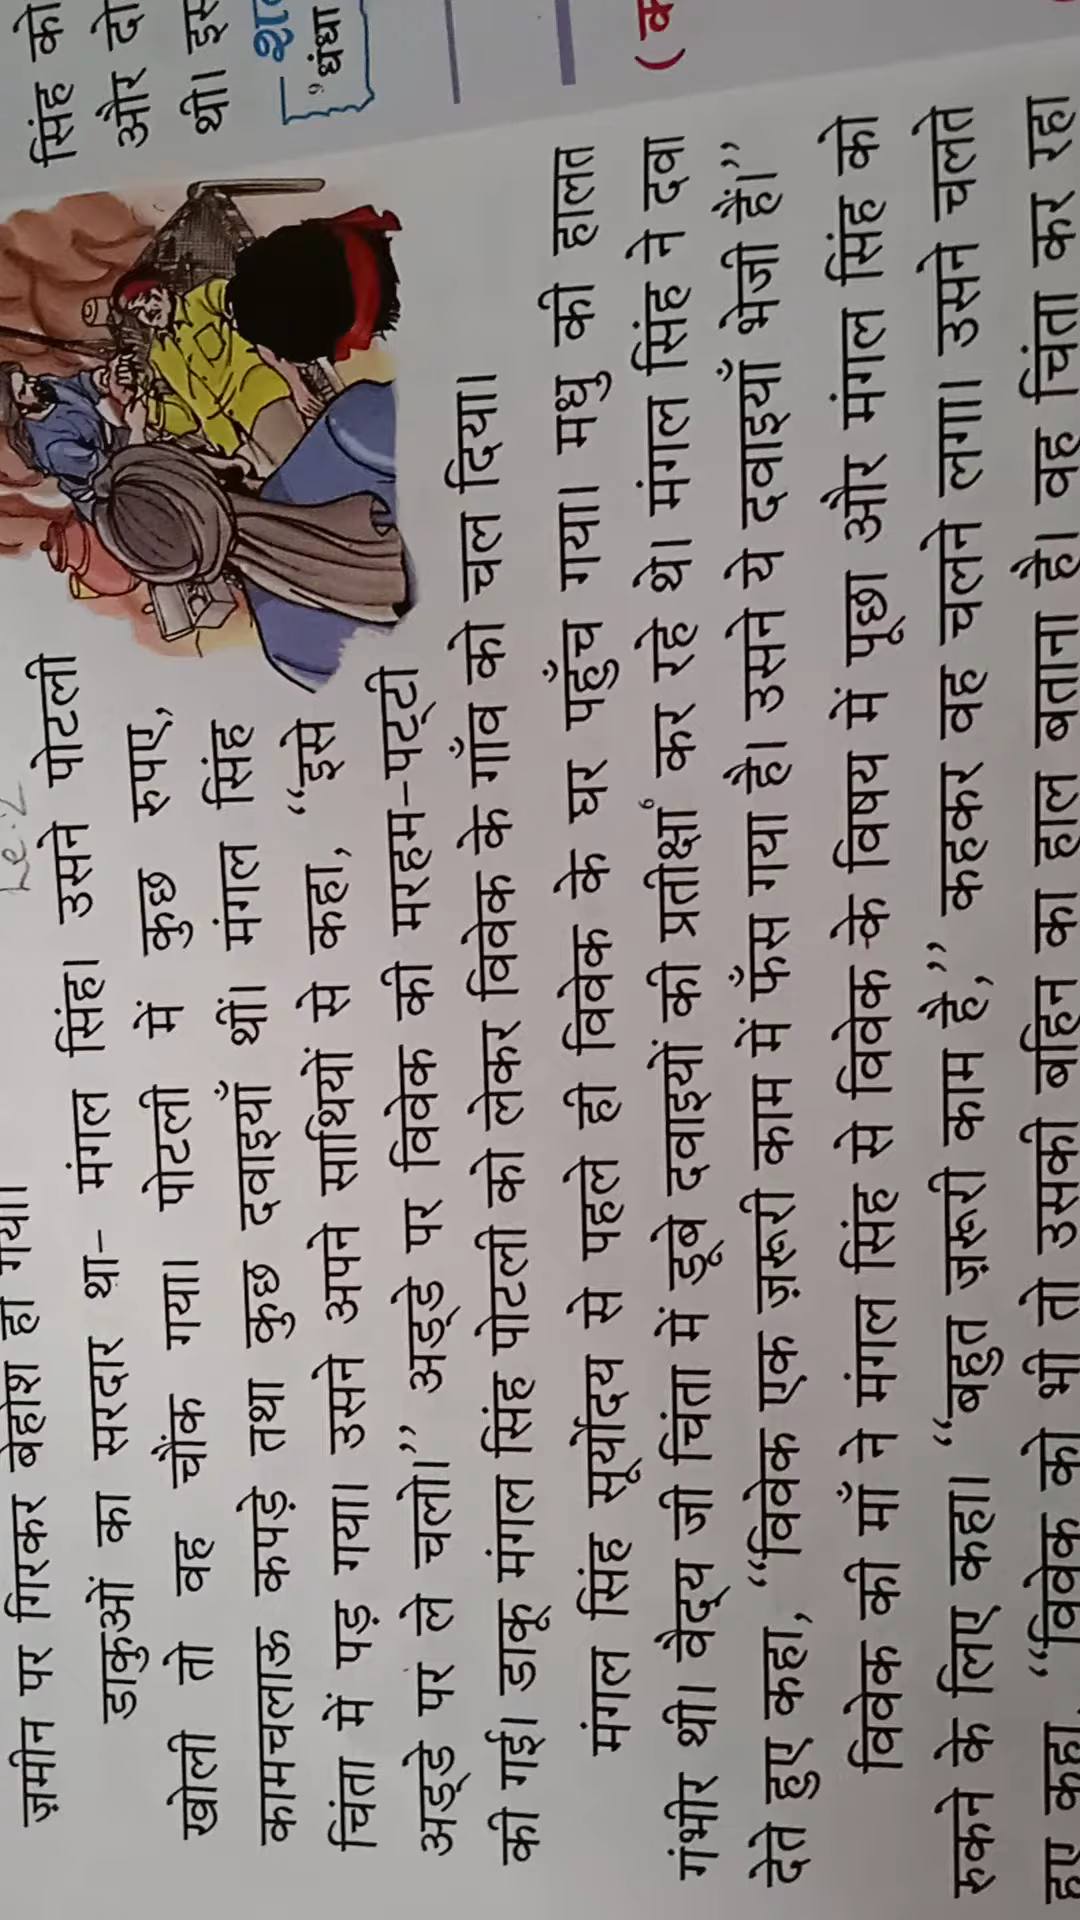 ज़मीन पर गिरकर बेहोश हो गया।
डाकुओं का सरदार था- मंगल सिंह। उसने पोटली
खोली तो वह चौंक गया। पोटली में कुछ रुपए,
कामचलाऊ कपड़े तथा कुछ दवाइयाँ थीं। मंगल सिंह
चिंता में पड़ गया। उसने अपने साथियों से कहा, “इसे
अड्डे पर ले चलो।” अड्डे पर विवेक की मरहम-पट्टी
की गई। डाकू मंगल सिंह पोटली को लेकर विवेक के गाँव को चल दिया।
मंगल सिंह सूर्योदय से पहले ही विवेक के घर पहुँच गया। मधु की हालत
गंभीर थी। वैद्य जी चिंता में डूबे दवाइयों की प्रतीक्षा कर रहे थे। मंगल सिंह ने दवा
देते हुए कहा, “विवेक एक ज़रूरी काम में फँस गया है। उसने ये दवाइयाँ भेजी हैं।”
विवेक की माँ ने मंगल सिंह से विवेक के विषय में पूछा और मंगल सिंह को
रुकने के लिए कहा। “बहुत ज़रूरी काम है,” कहकर वह चलने लगा। उसने चलते
हुए कहा, “विवेक को भी तो उसकी बहिन का हाल बताना है। वह चिंता कर रहा
सिंह को
और दो
थी। इस
धंधा
(क